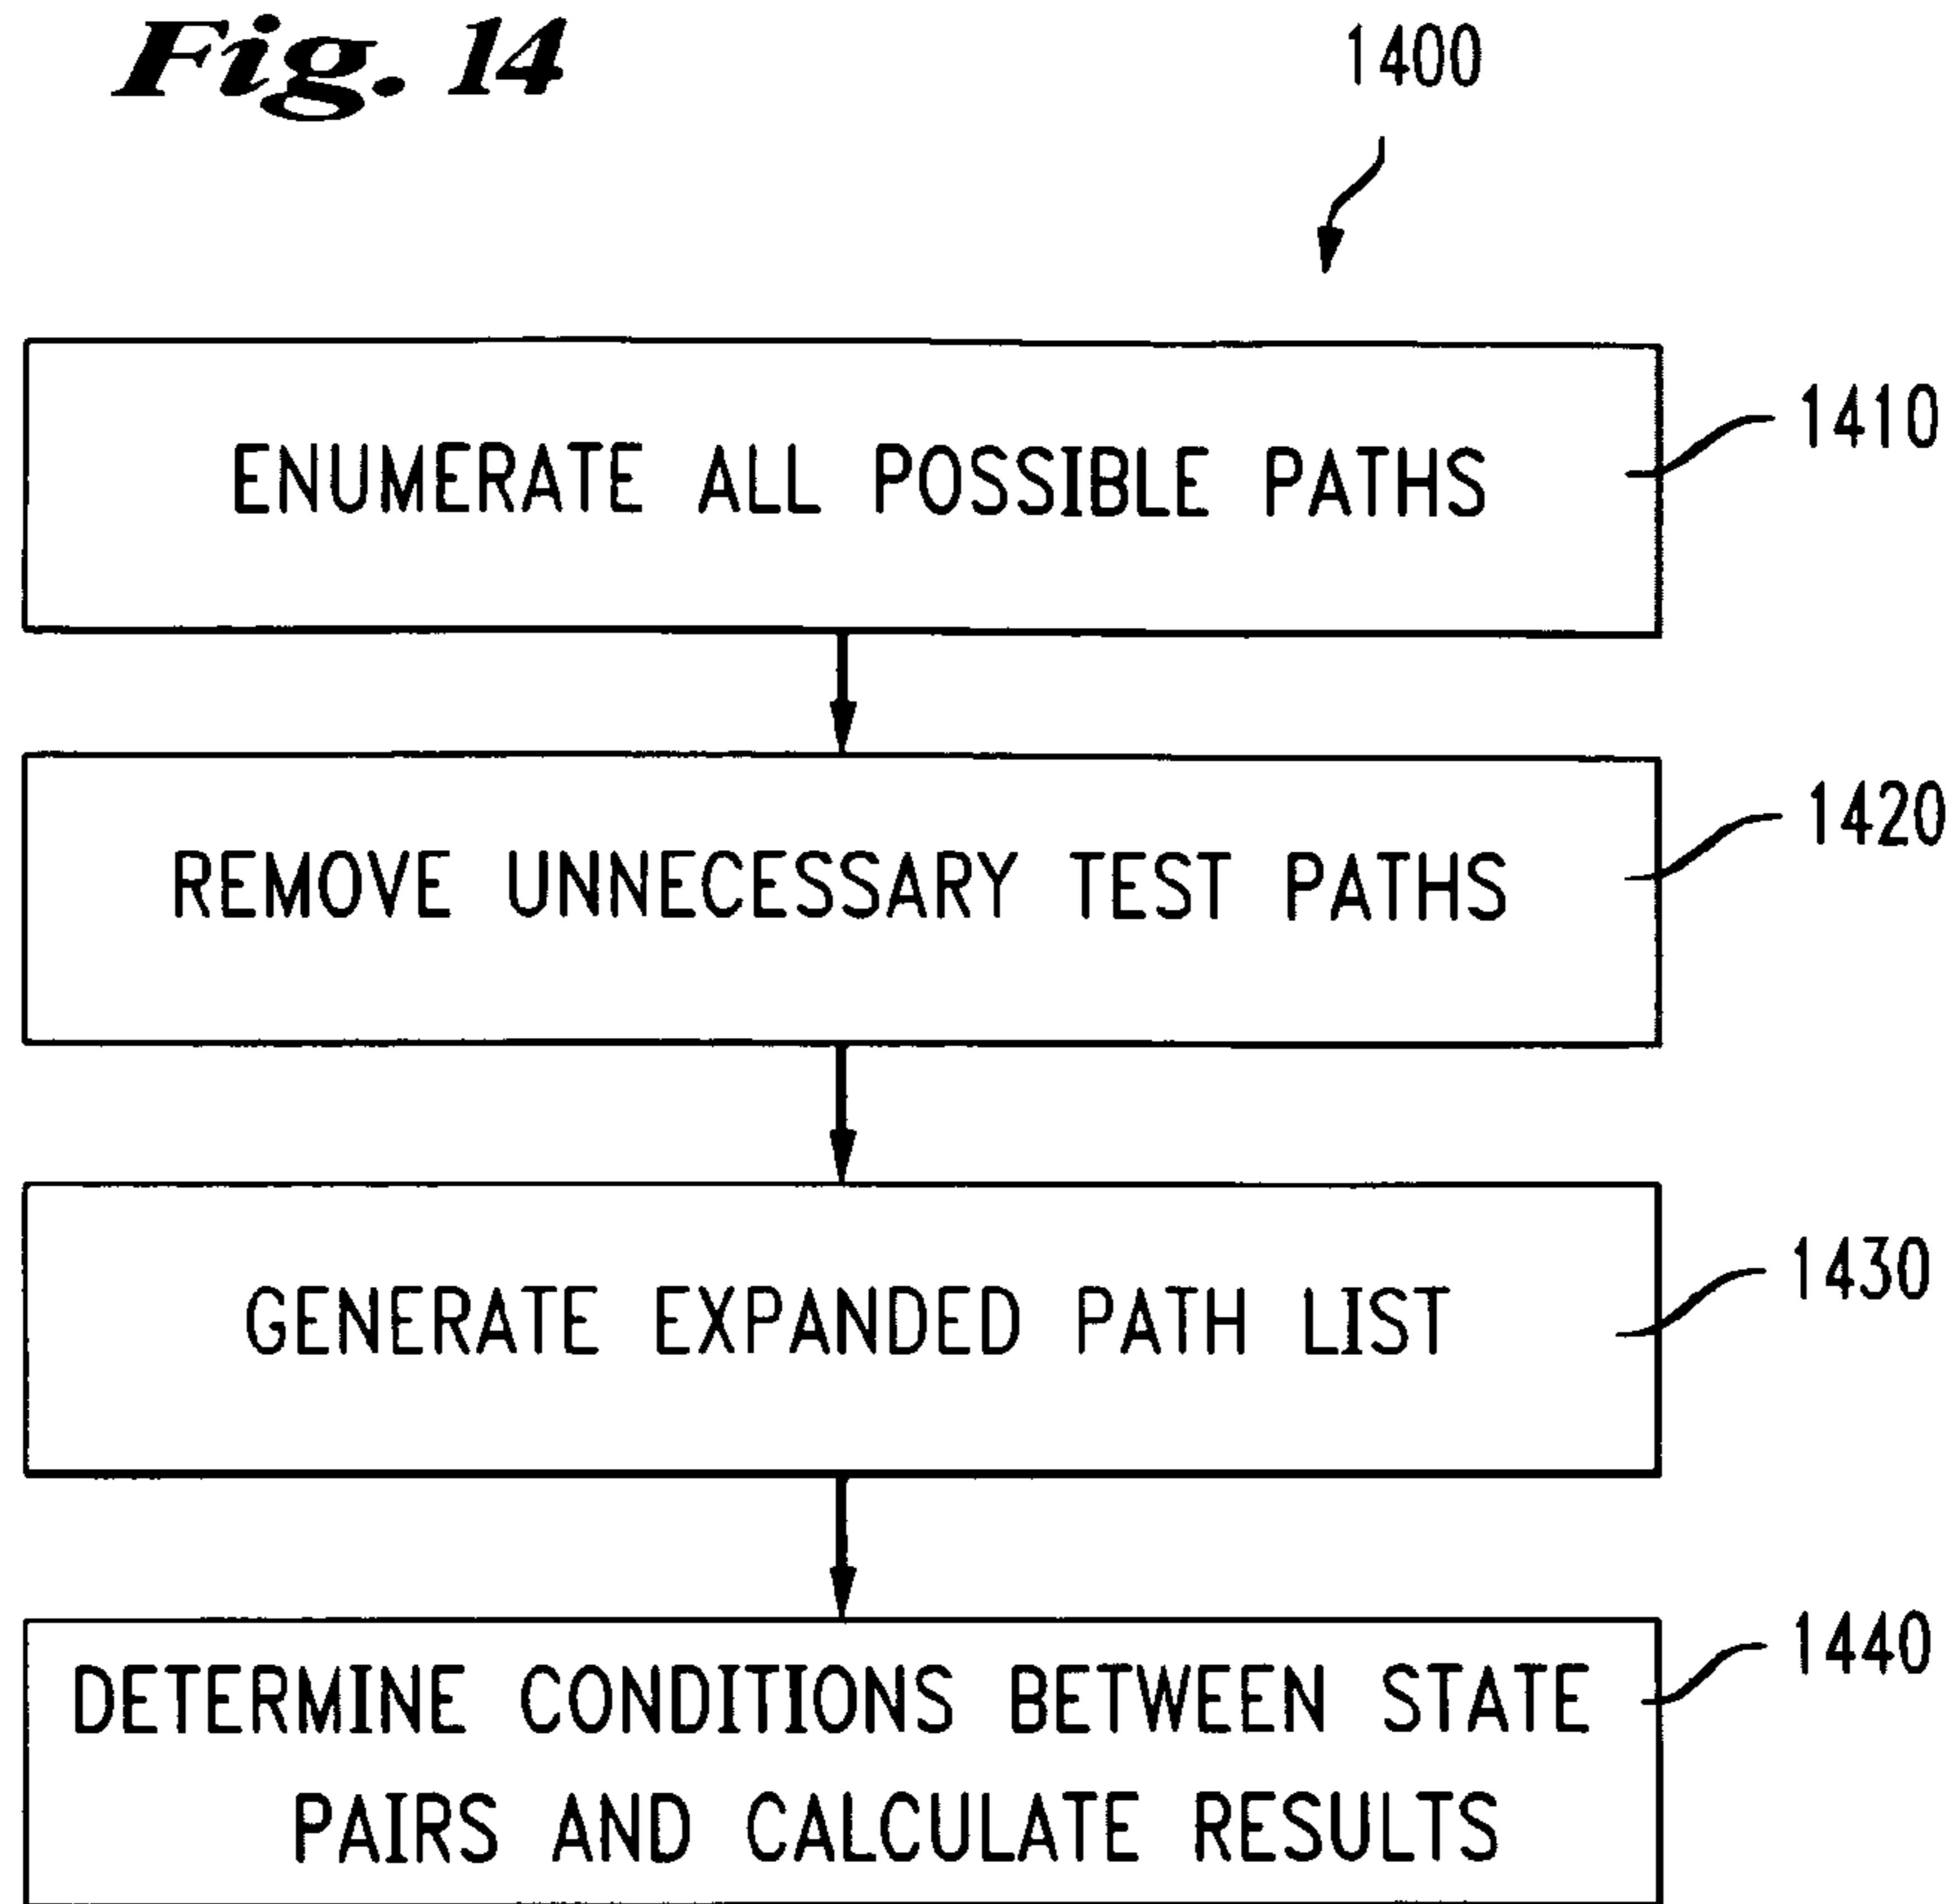 Fig. 14
1400
ENUMERATE ALL POSSIBLE PATHS
1410
REMOVE UNNECESSARY TEST PATHS
1420
GENERATE EXPANDED PATH LIST
1430
DETERMINE CONDITIONS BETWEEN STATE
PAIRS AND CALCULATE RESULTS
1440